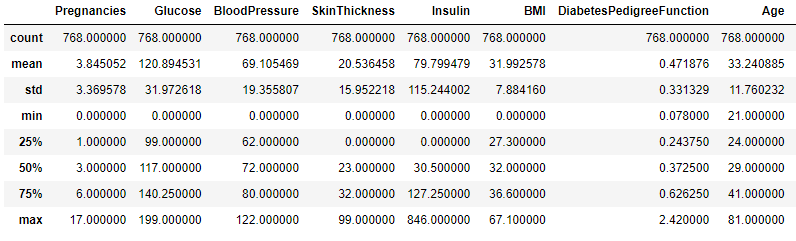 Pregnancies Glucose BloodPressure SkinThickness Insulin BMI DiabetesPedigreeFunction Age
count 768.000000 768.000000 768.000000 768.000000 768.000000 768.000000 768.000000 768.000000
mean 3.845052 120.894531 69.105469 20.536458 79.799479 31.992578 0.471876 33.240885
std 3.369578 31.972618 19.355807 15.952218 115.244002 7.884160 0.331329 11.760232
min 0.000000 0.000000 0.000000 0.000000 0.000000 0.000000 0.078000 21.000000
25% 1.000000 99.000000 62.000000 0.000000 0.000000 27.300000 0.243750 24.000000
50% 3.000000 117.000000 72.000000 23.000000 30.500000 32.000000 0.372500 29.000000
75% 6.000000 140.250000 80.000000 32.000000 127.250000 36.600000 0.626250 41.000000
max 17.000000 199.000000 122.000000 99.000000 846.000000 67.100000 2.420000 81.000000